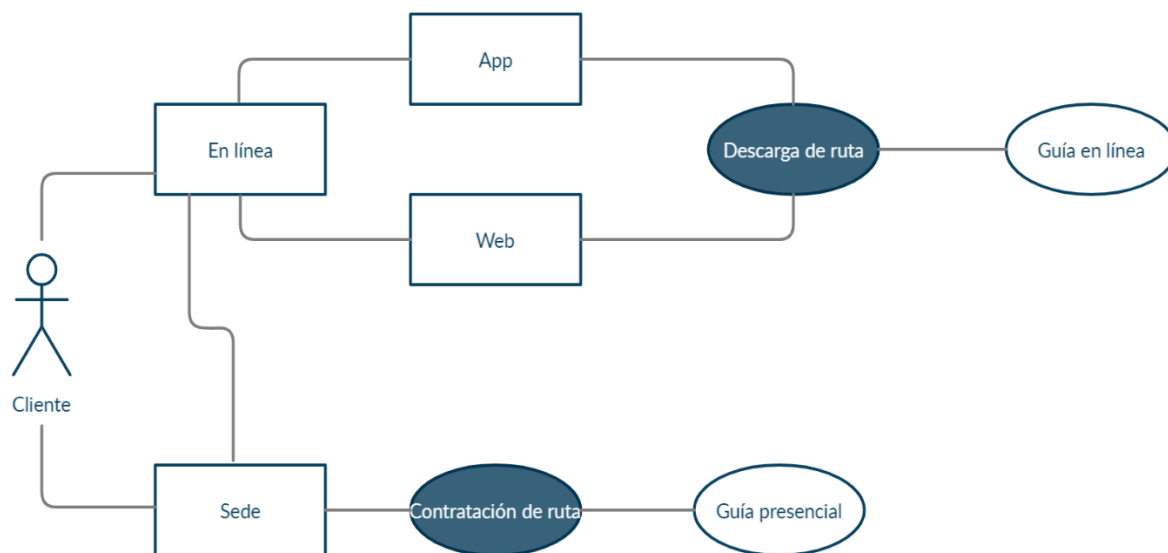 App
En línea
Descarga de ruta
Guía en línea
Web
Cliente
Sede
Contratación de ruta
Guía presencial